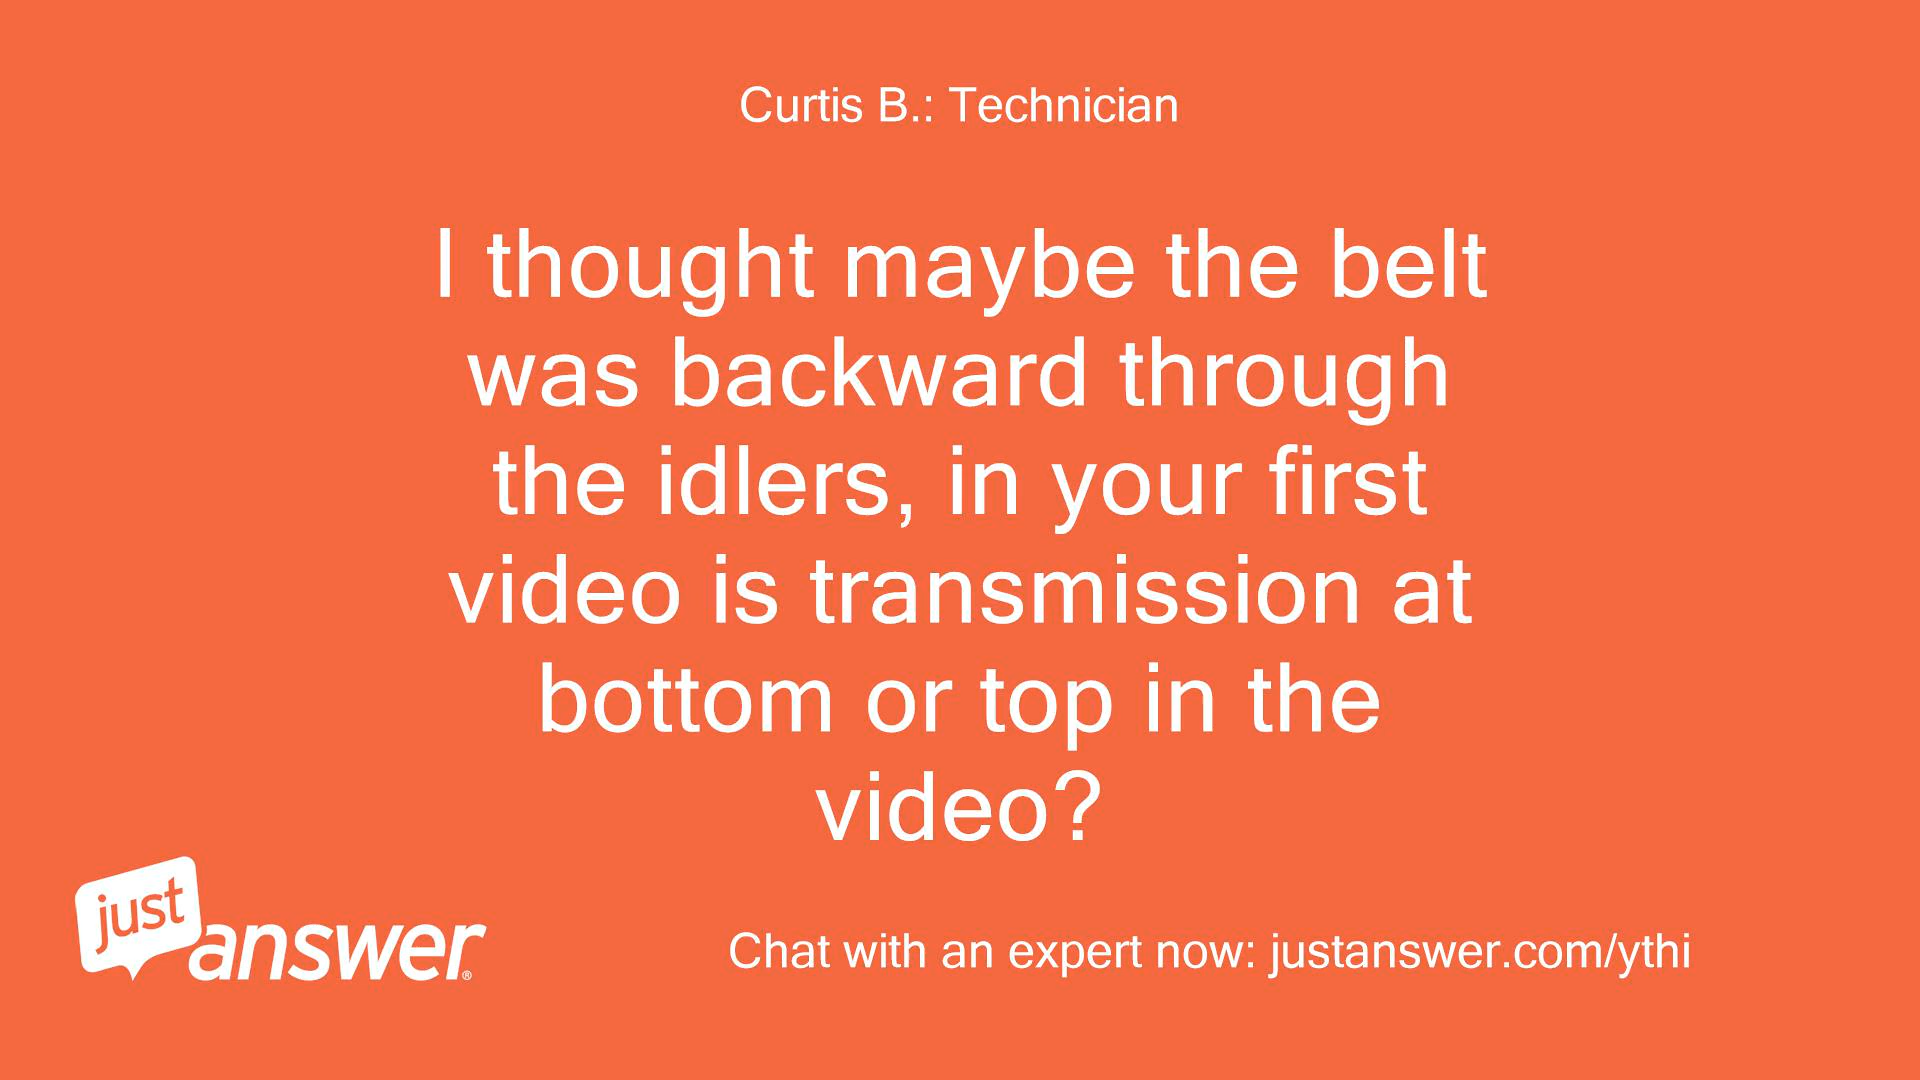 Curtis B.: Technician
I thought maybe the belt
was backward through
the idlers, in your first
video is transmission at
bottom or top in the
video?
just
answer®
Chat with an expert now: justanswer.com/ythi